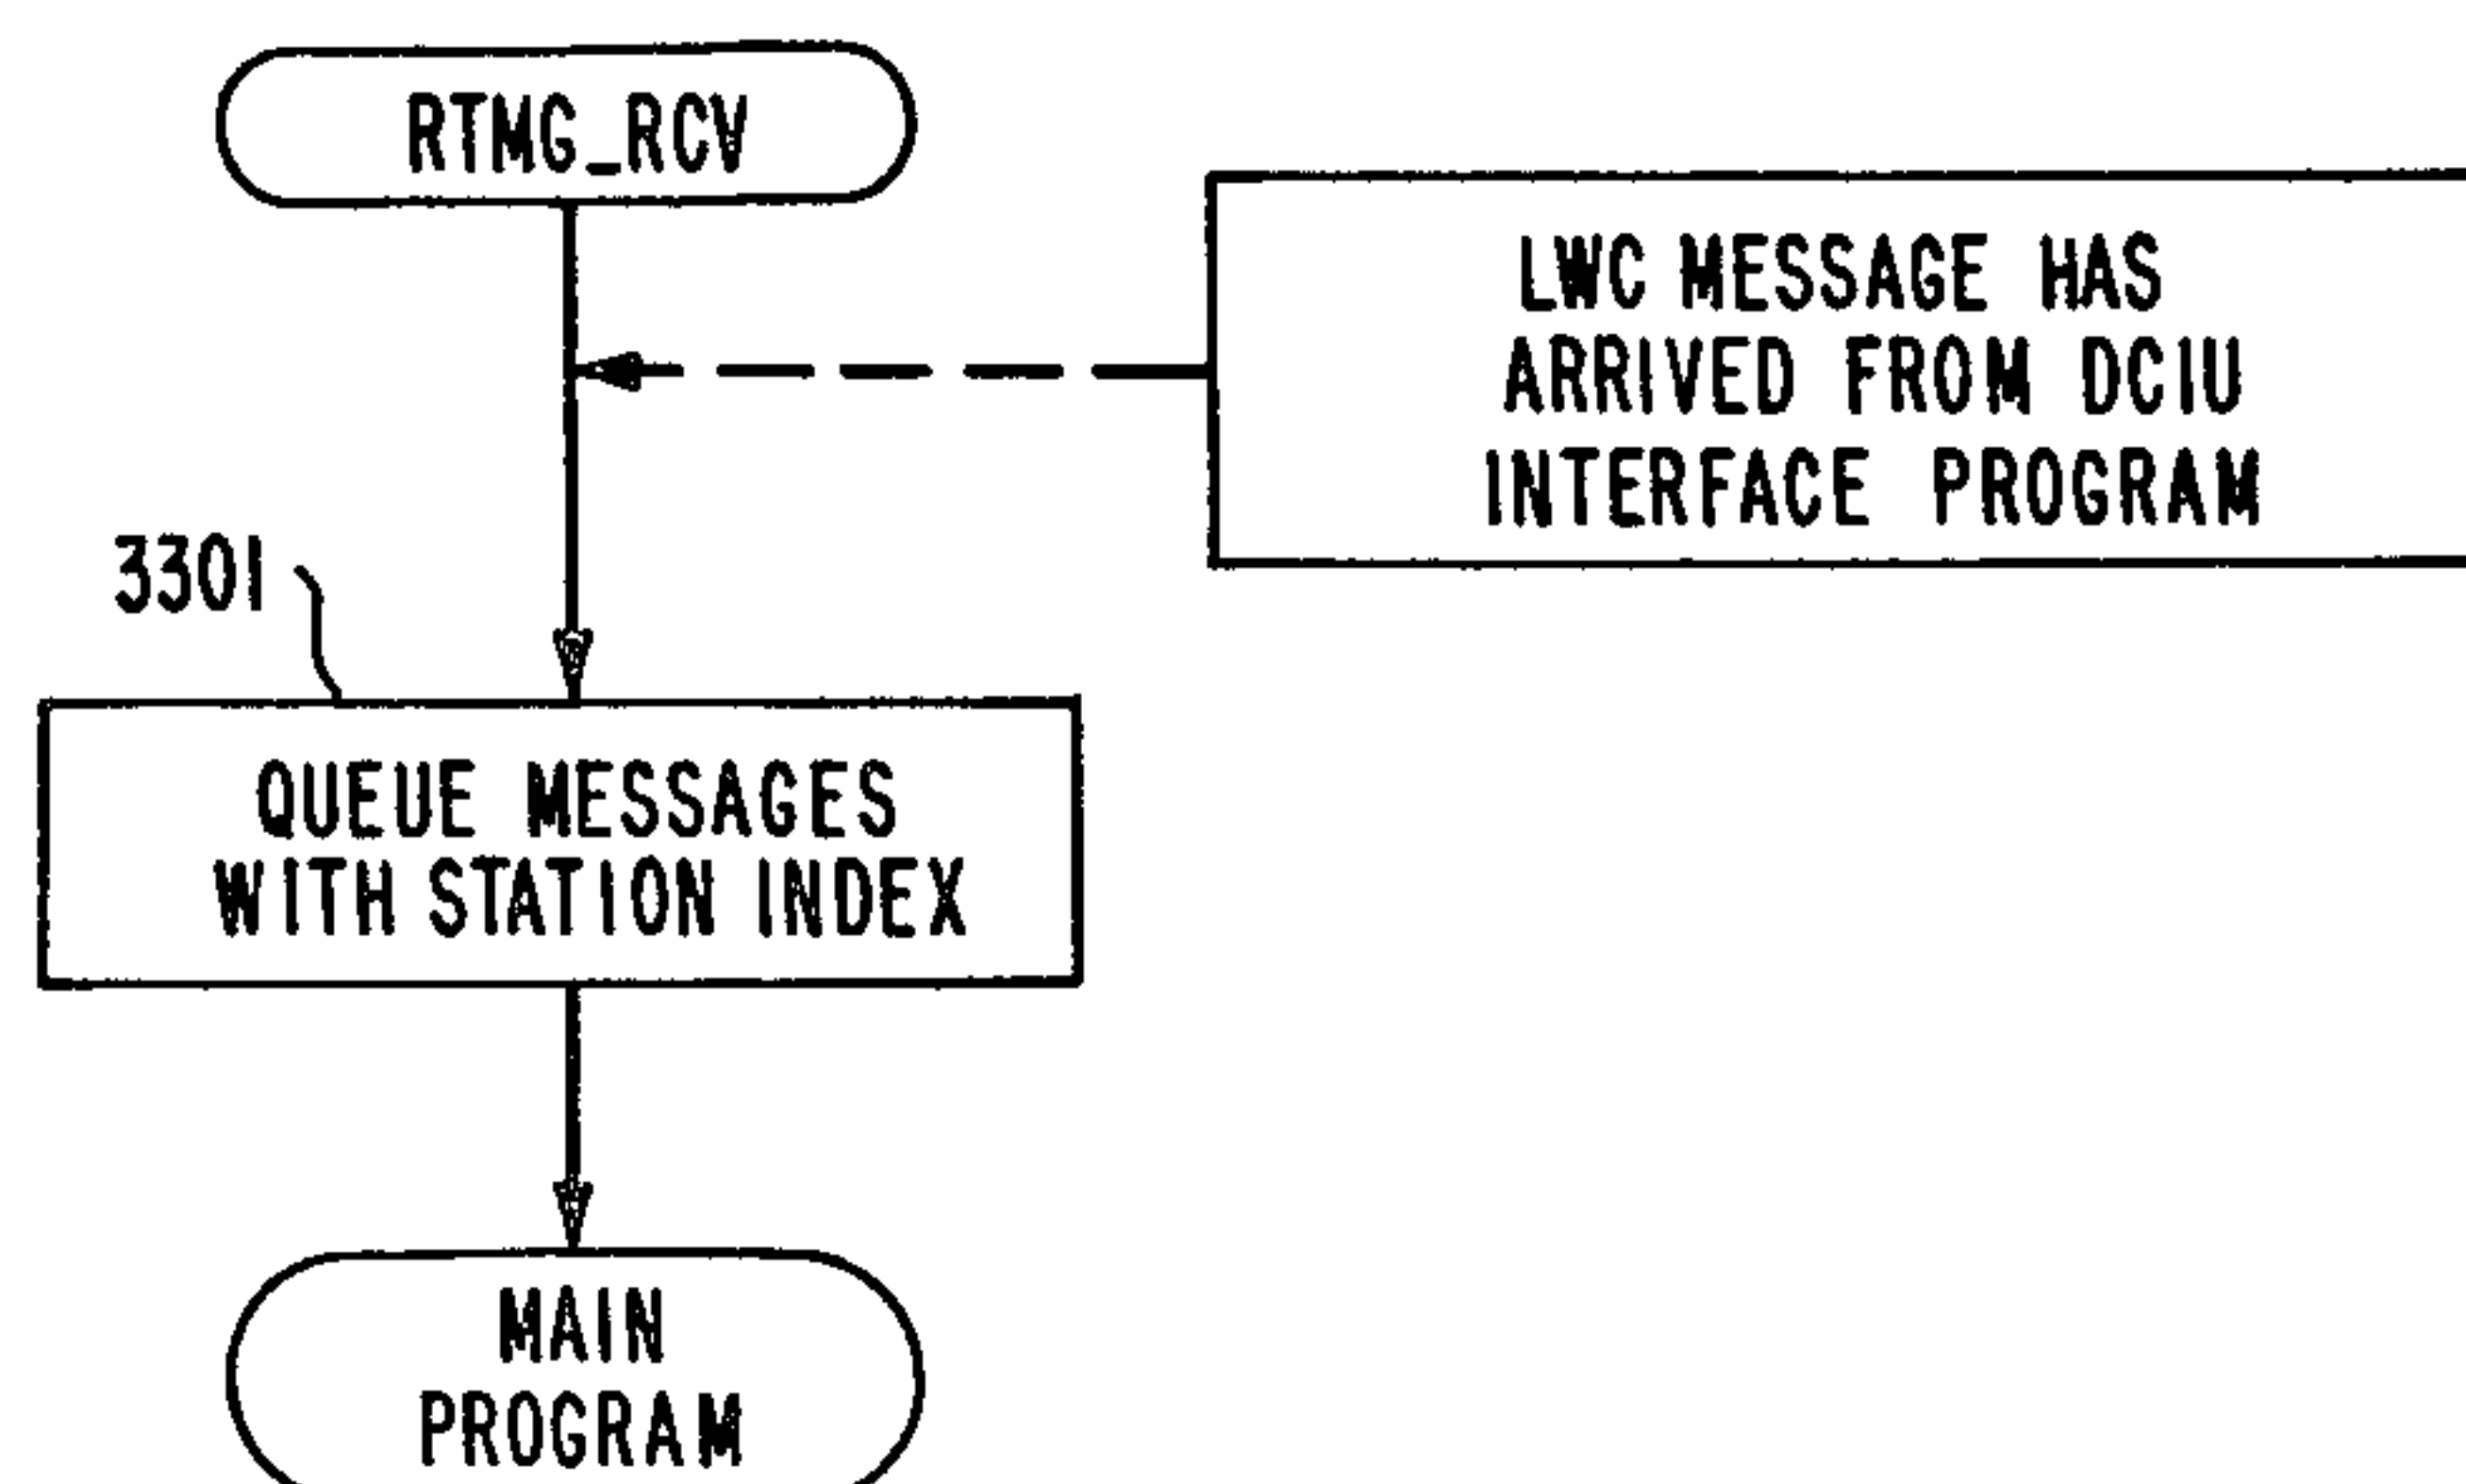 RTMG_RCV
LWC MESSAGE HAS
ARRIVED FROM DCIU
INTERFACE PROGRAM
3301
QUEUE MESSAGES
WITH STATION INDEX
MAIN
PROGRAM